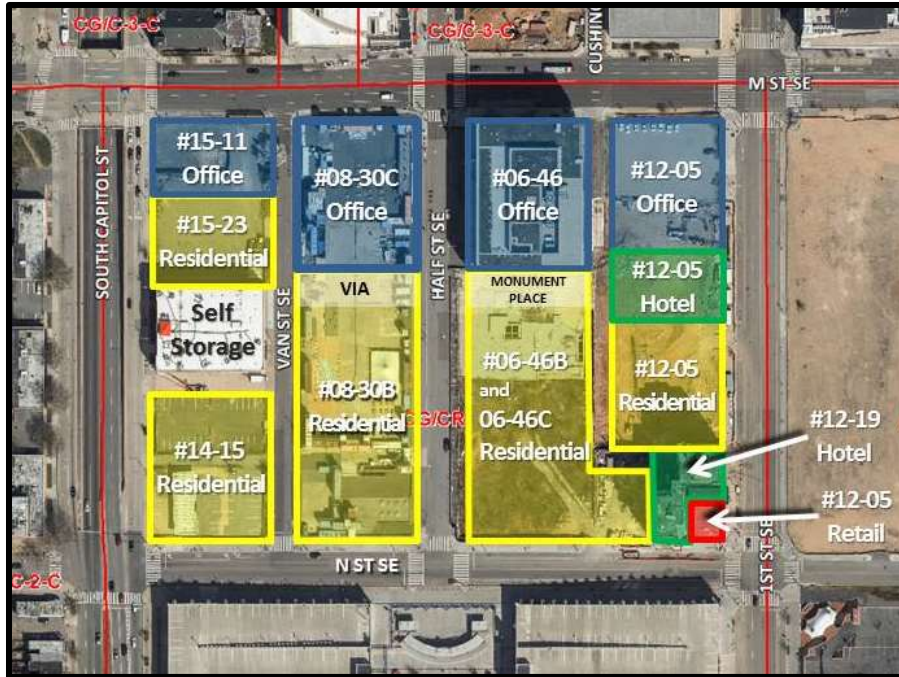 CG/C-3-C
CG/C-3-C
CUSHING
M ST SE
#15-11
Office
#08-30C
Office
#06-46
Office
#12-05
Office
#15-23
Residential
#12-05
Hotel
SOUTH CAPITOL ST
VAN ST SE
HALF ST SE
VIA
MONUMENT
PLACE
Self
Storage
#08-30B
Residential
#06-46B
and
06-46C
Residential
#12-05
Residential
CG/CR
#14-15
Residential
#12-19
Hotel
#12-05
Retail
1ST ST SE
N ST SE
C-2-C